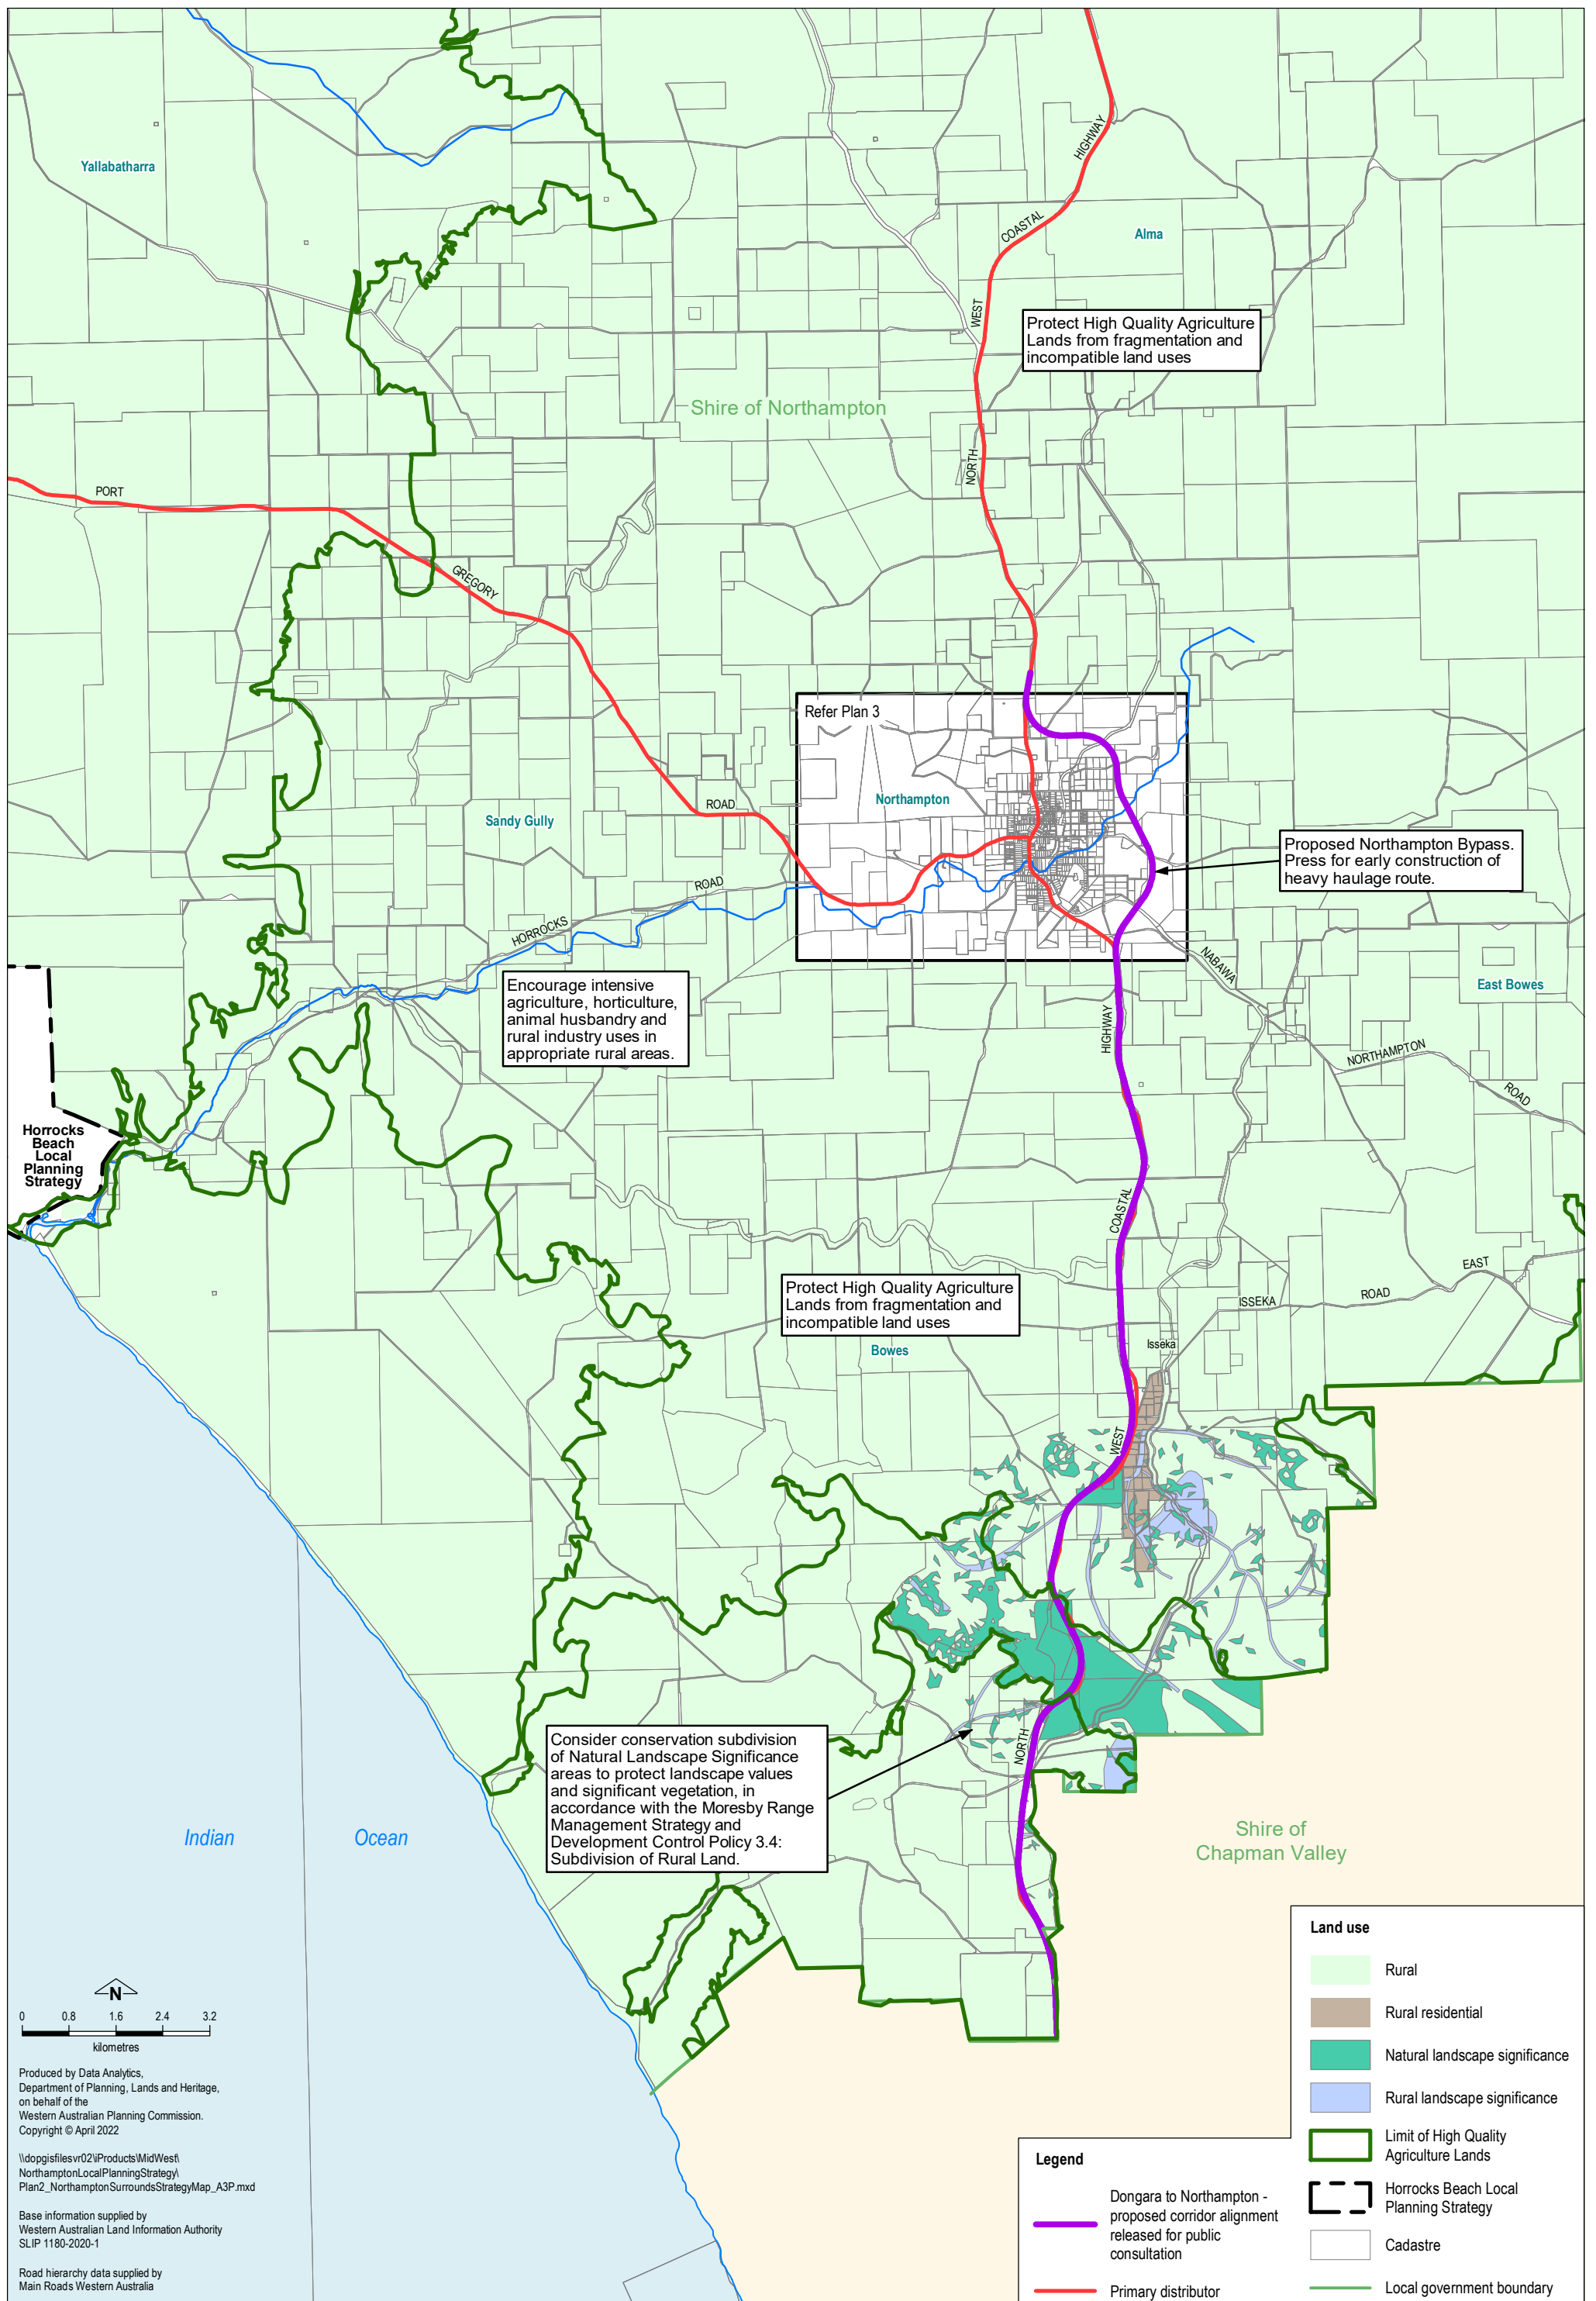 Yallabatharra
HIGHWAY
COASTAL
Alma
WEST
Protect High Quality Agriculture
Lands from fragmentation and
incompatible land uses
Shire of Northampton
NORTH
PORT
GREGORY
Refer Plan 3
ROAD
Northampton
Sandy Gully
Proposed Northampton Bypass.
Press for early construction of
heavy haulage route.
ROAD
HORROCKS
NABAWA
Encourage intensive
agriculture, horticulture,
animal husbandry and
rural industry uses in
appropriate rural areas.
East Bowes
HIGHWAY
NORTHAMPTON
ROAD
Horrocks
Beach
Local
Planning
Strategy
COASTAL
EAST
ROAD
ISSEKA
Protect High Quality Agriculture
Lands from fragmentation and
incompatible land uses
Isseka
Bowes
WEST
NORTH
Consider conservation subdivision
of Natural Landscape Significance
areas to protect landscape values
and significant vegetation, in
accordance with the Moresby Range
Management Strategy and
Development Control Policy 3.4:
Subdivision of Rural Land.
Indian Ocean
Shire of
Chapman Valley
N
0 0.8 1.6 2.4 3.2
kilometres
Produced by Data Analytics,
Department of Planning, Lands and Heritage,
on behalf of the
Western Australian Planning Commission.
Copyright © April 2022
\\dopgisfilesvr02\iProducts\MidWest\
NorthamptonLocalPlanningStrategy\
Plan2_NorthamptonSurroundsStrategyMap_A3P.mxd
Base information supplied by
Western Australian Land Information Authority
SLIP 1180-2020-1
Road hierarchy data supplied by
Main Roads Western Australia
Legend
Dongara to Northampton -
proposed corridor alignment
released for public
consultation
Primary distributor
Land use
Rural
Rural residential
Natural landscape significance
Rural landscape significance
Limit of High Quality
Agriculture Lands
Horrocks Beach Local
Planning Strategy
Cadastre
Local government boundary